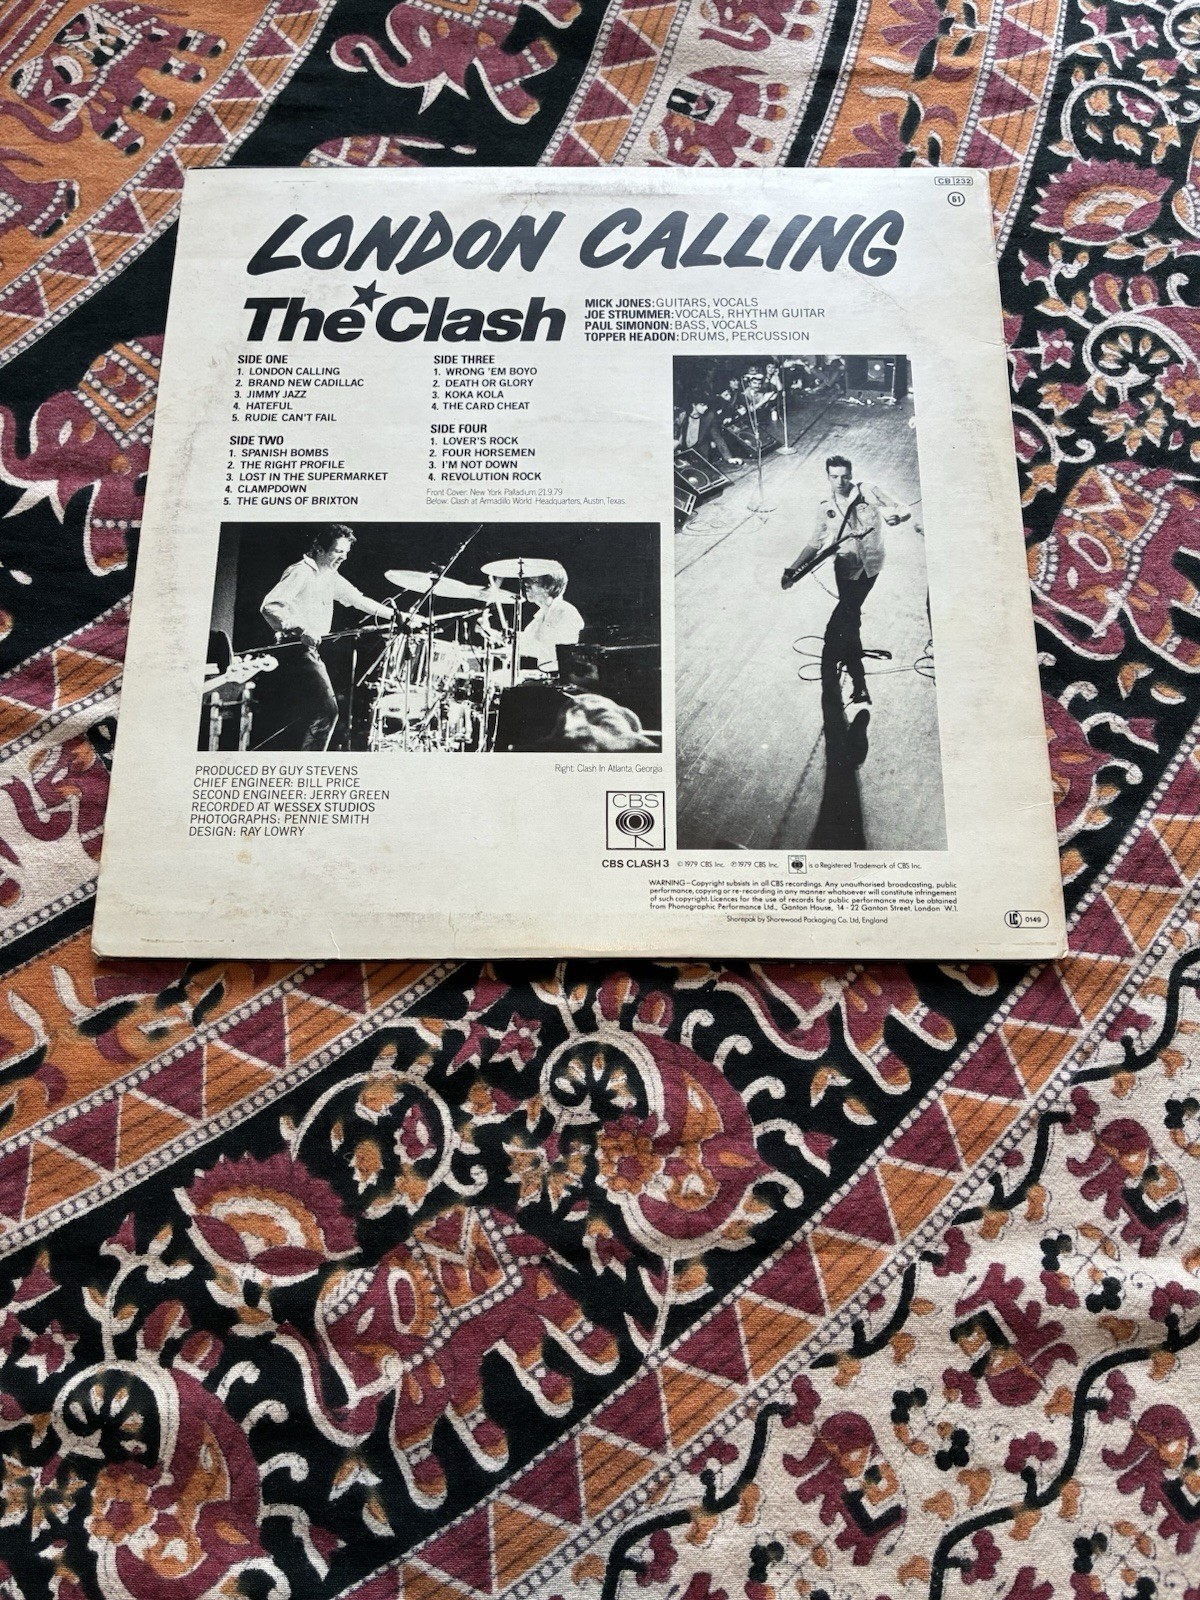 CB 232
61
LONDON CALLING
The Clash
MICK JONES: GUITARS, VOCALS
JOE STRUMMER: VOCALS, RHYTHM GUITAR
PAUL SIMONON: BASS, VOCALS
TOPPER HEADON: DRUMS, PERCUSSION
SIDE ONE
1. LONDON CALLING
2. BRAND NEW CADILLAC
3. JIMMY JAZZ
4. HATEFUL
5. RUDIE CAN'T FAIL
SIDE TWO
1. SPANISH BOMBS
2. THE RIGHT PROFILE
3. LOST IN THE SUPERMARKET
4. CLAMPDOWN
5. THE GUNS OF BRIXTON
SIDE THREE
1. WRONG 'EM BOYO
2. DEATH OR GLORY
3. KOKA KOLA
4. THE CARD CHEAT
SIDE FOUR
1. LOVER'S ROCK
2. FOUR HORSEMEN
3. I'M NOT DOWN
4. REVOLUTION ROCK
Front Cover: New York Palladium 21.9.79
Below: Clash at Armadillo World Headquarters, Austin, Texas.
PRODUCED BY GUY STEVENS
CHIEF ENGINEER: BILL PRICE
SECOND ENGINEER: JERRY GREEN
RECORDED AT WESSEX STUDIOS
PHOTOGRAPHS: PENNIE SMITH
DESIGN: RAY LOWRY
Right: Clash In Atlanta, Georgia
CBS
CBS CLASH 3 © 1979 CBS Inc. ℗ 1979 CBS Inc. CBS is a Registered Trademark of CBS Inc.
WARNING – Copyright subsists in all CBS recordings. Any unauthorised broadcasting, public
performance, copying or re-recording in any manner whatsoever will constitute infringement
of such copyright. Licences for the use of records for public performance may be obtained
from Phonographic Performance Ltd., Ganton House, 14 - 22 Ganton Street, London W.1.
Shorepak by Shorewood Packaging Co. Ltd, England
LC 0149